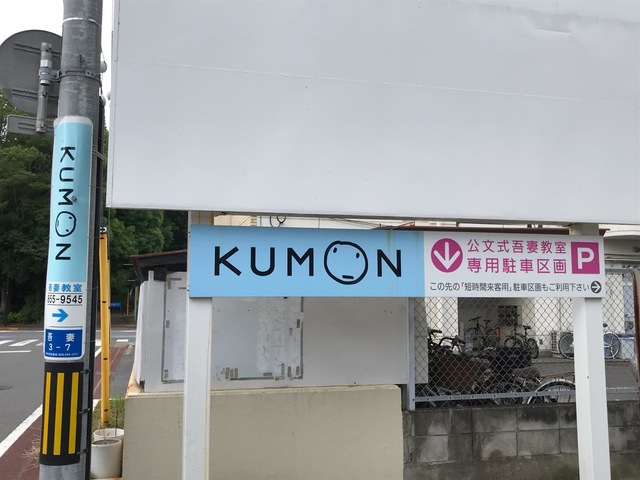 KUMON
吾妻教室
855-9545
吾妻
3-7
KUMON
公文式吾妻教室
専用駐車区画
P
この先の「短時間来客用」駐車区画もご利用下さい